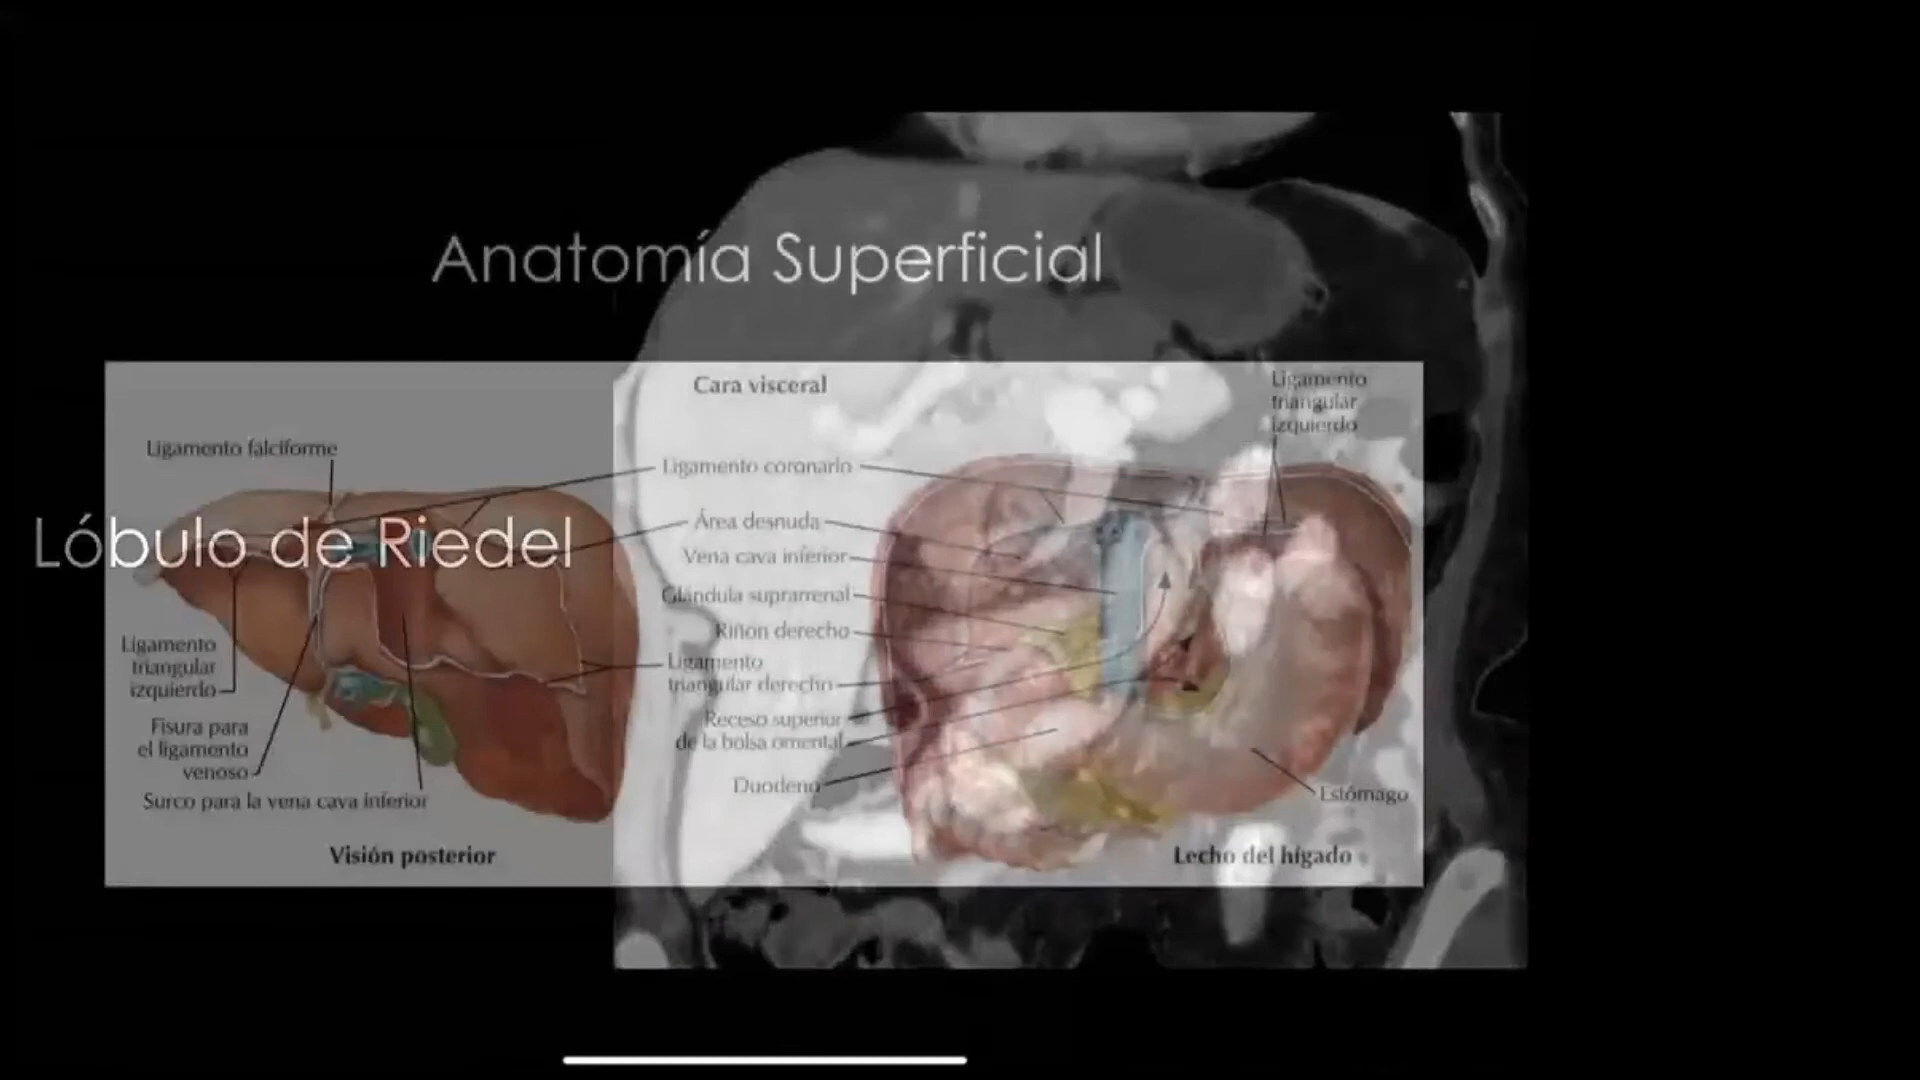 Anatomía Superficial
Cara visceral
Ligamento
triangular
izquierdo
Ligamento falciforme
Ligamento coronario
Área desnuda
Lóbulo de Riedel
Vena cava inferior
Glándula suprarrenal
Riñón derecho
Ligamento
triangular
izquierdo
Ligamento
triangular derecho
Receso superior
de la bolsa omental
Fisura para
el ligamento
venoso
Duodeno
Surco para la vena cava inferior
Estómago
Visión posterior
Lecho del hígado